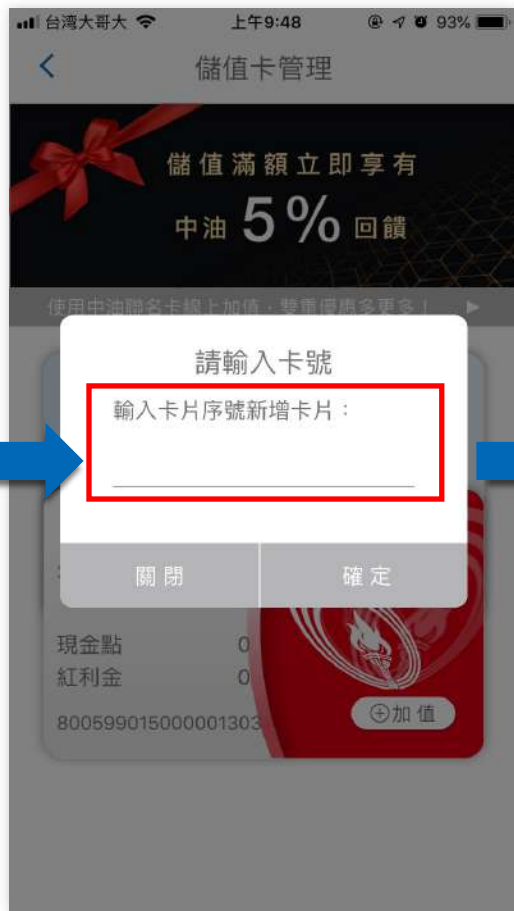 台湾大哥大 上午9:48 93%
儲值卡管理
儲值滿額立即享有
中油 5% 回饋
使用中油聯名卡線上加值，雙重優惠多更多！
請輸入卡號
輸入卡片序號新增卡片：
關閉 確定
現金點 0
紅利金 0
800599015000001303
加值